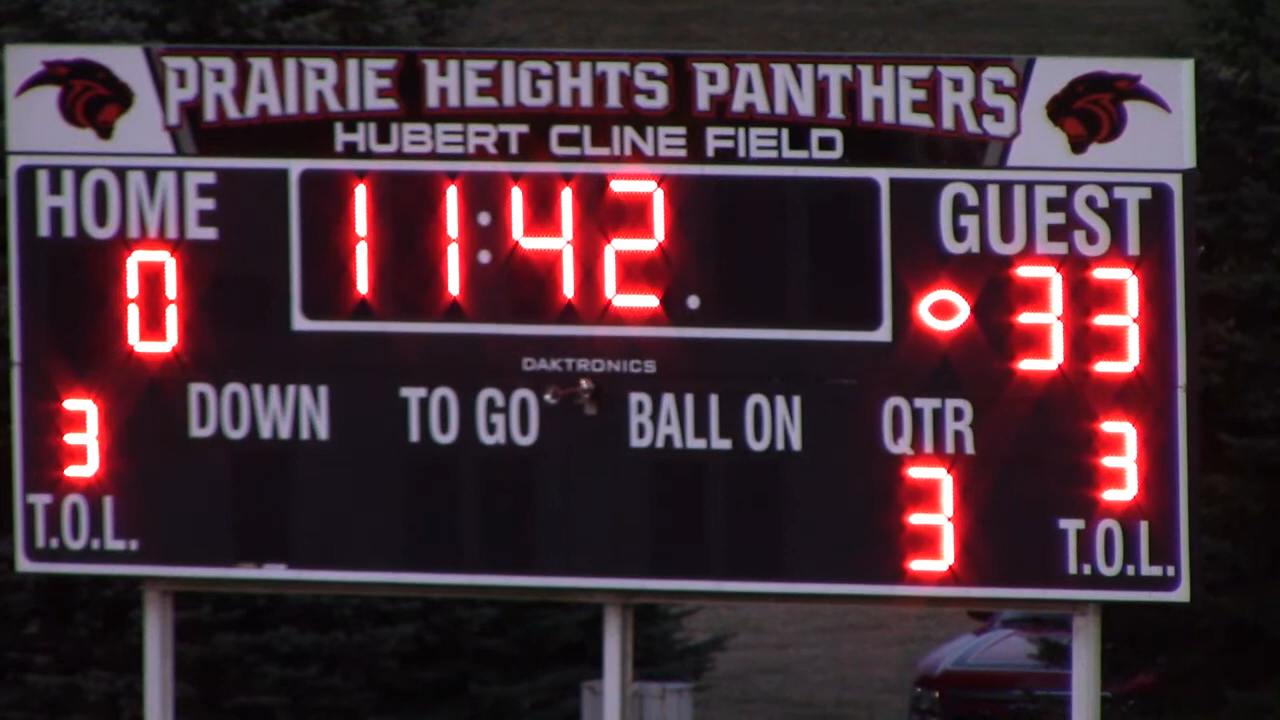 PRAIRIE HEIGHTS PANTHERS
HUBERT CLINE FIELD
HOME 11:42. GUEST
0 33
DAKTRONICS
DOWN TO GO BALL ON QTR
3 3 3
T.O.L. T.O.L.